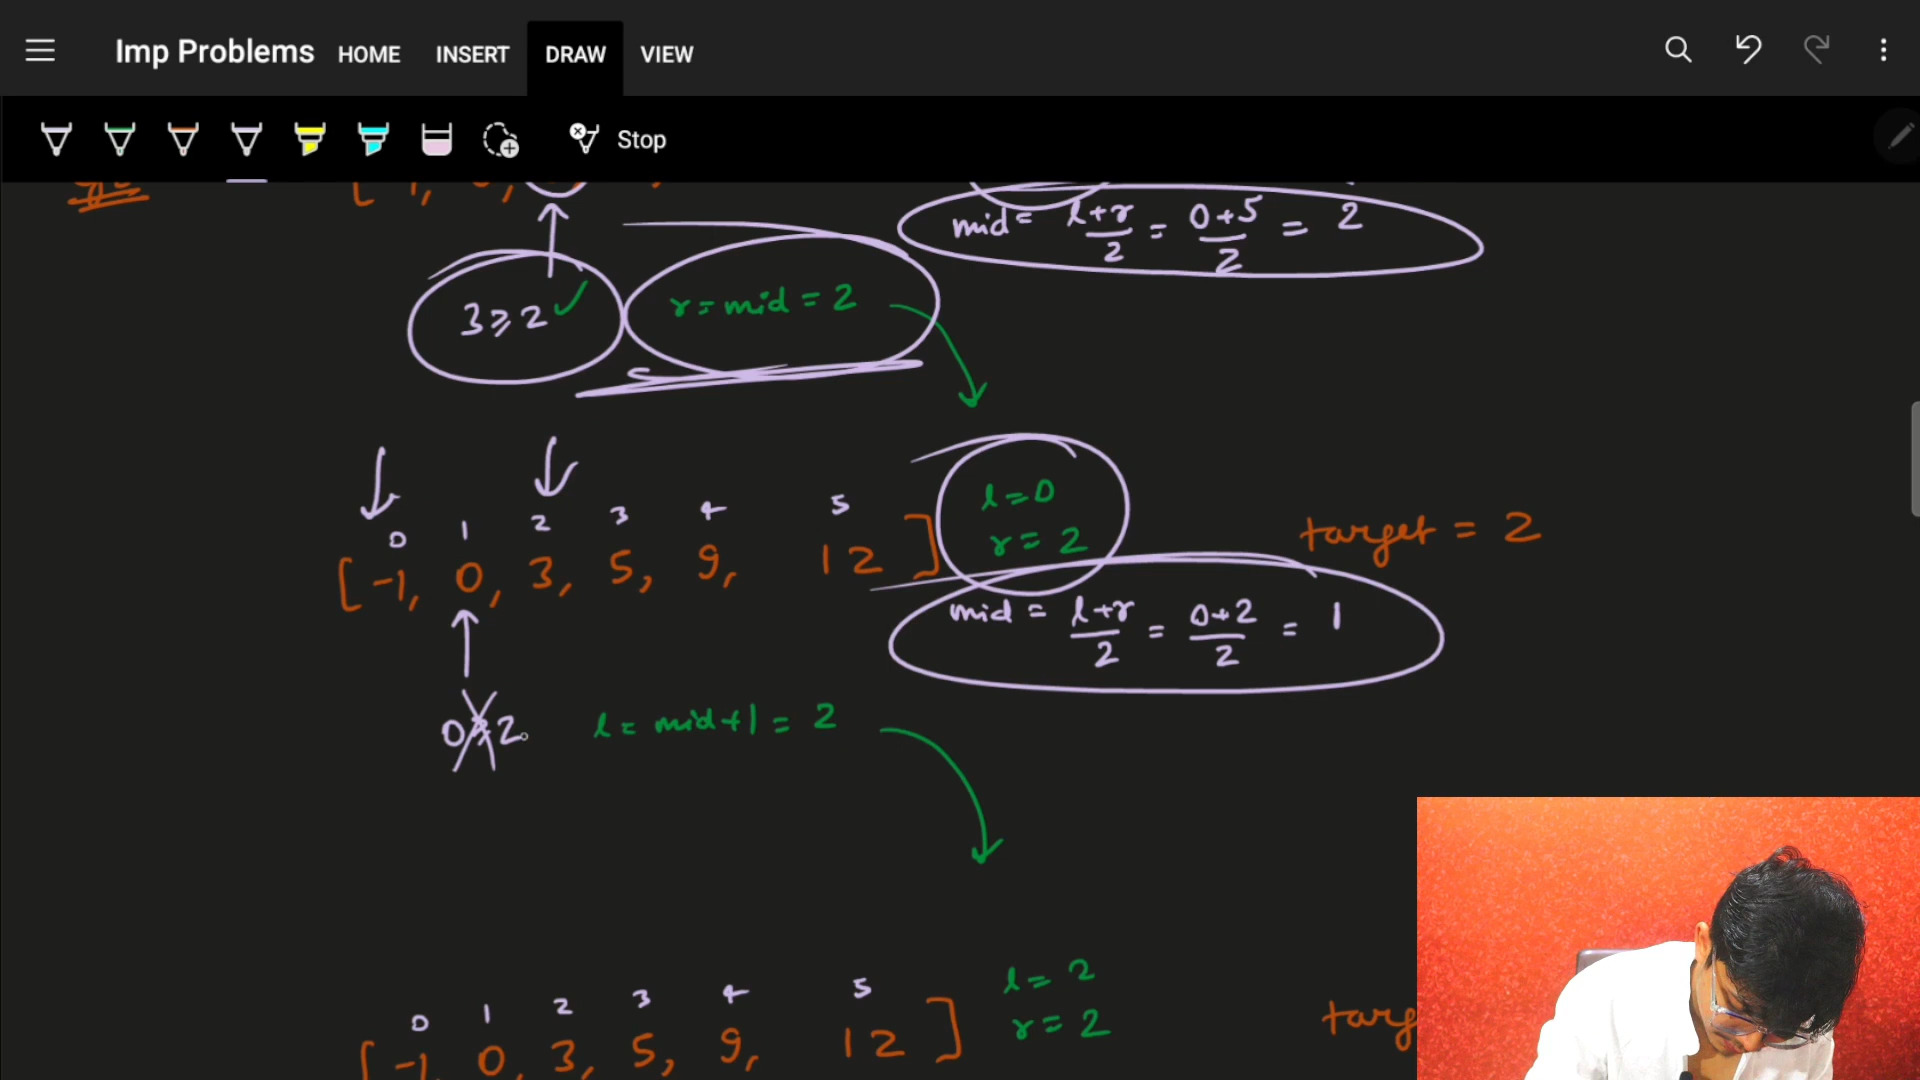 Imp Problems HOME INSERT DRAW VIEW
Stop
mid = l+r/2 = 0+5/2 = 2
3 ≥ 2 ✓ r = mid = 2
0 1 2 3 4 5
[-1, 0, 3, 5, 9, 12]
l = 0
r = 2
target = 2
mid = l+r/2 = 0+2/2 = 1
0 ≥ 2 l = mid+1 = 2
0 1 2 3 4 5
[-1, 0, 3, 5, 9, 12]
l = 2
r = 2
targ